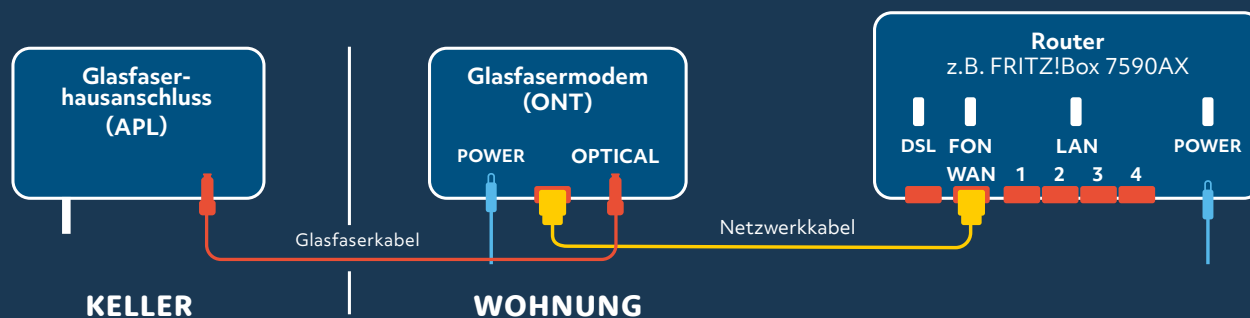 Glasfaser-
hausanschluss
(APL)
Glasfasermodem
(ONT)
POWER
OPTICAL
Router
z.B. FRITZ!Box 7590AX
DSL
FON
LAN
POWER
WAN
1
2
3
4
Glasfaserkabel
Netzwerkkabel
KELLER
WOHNUNG